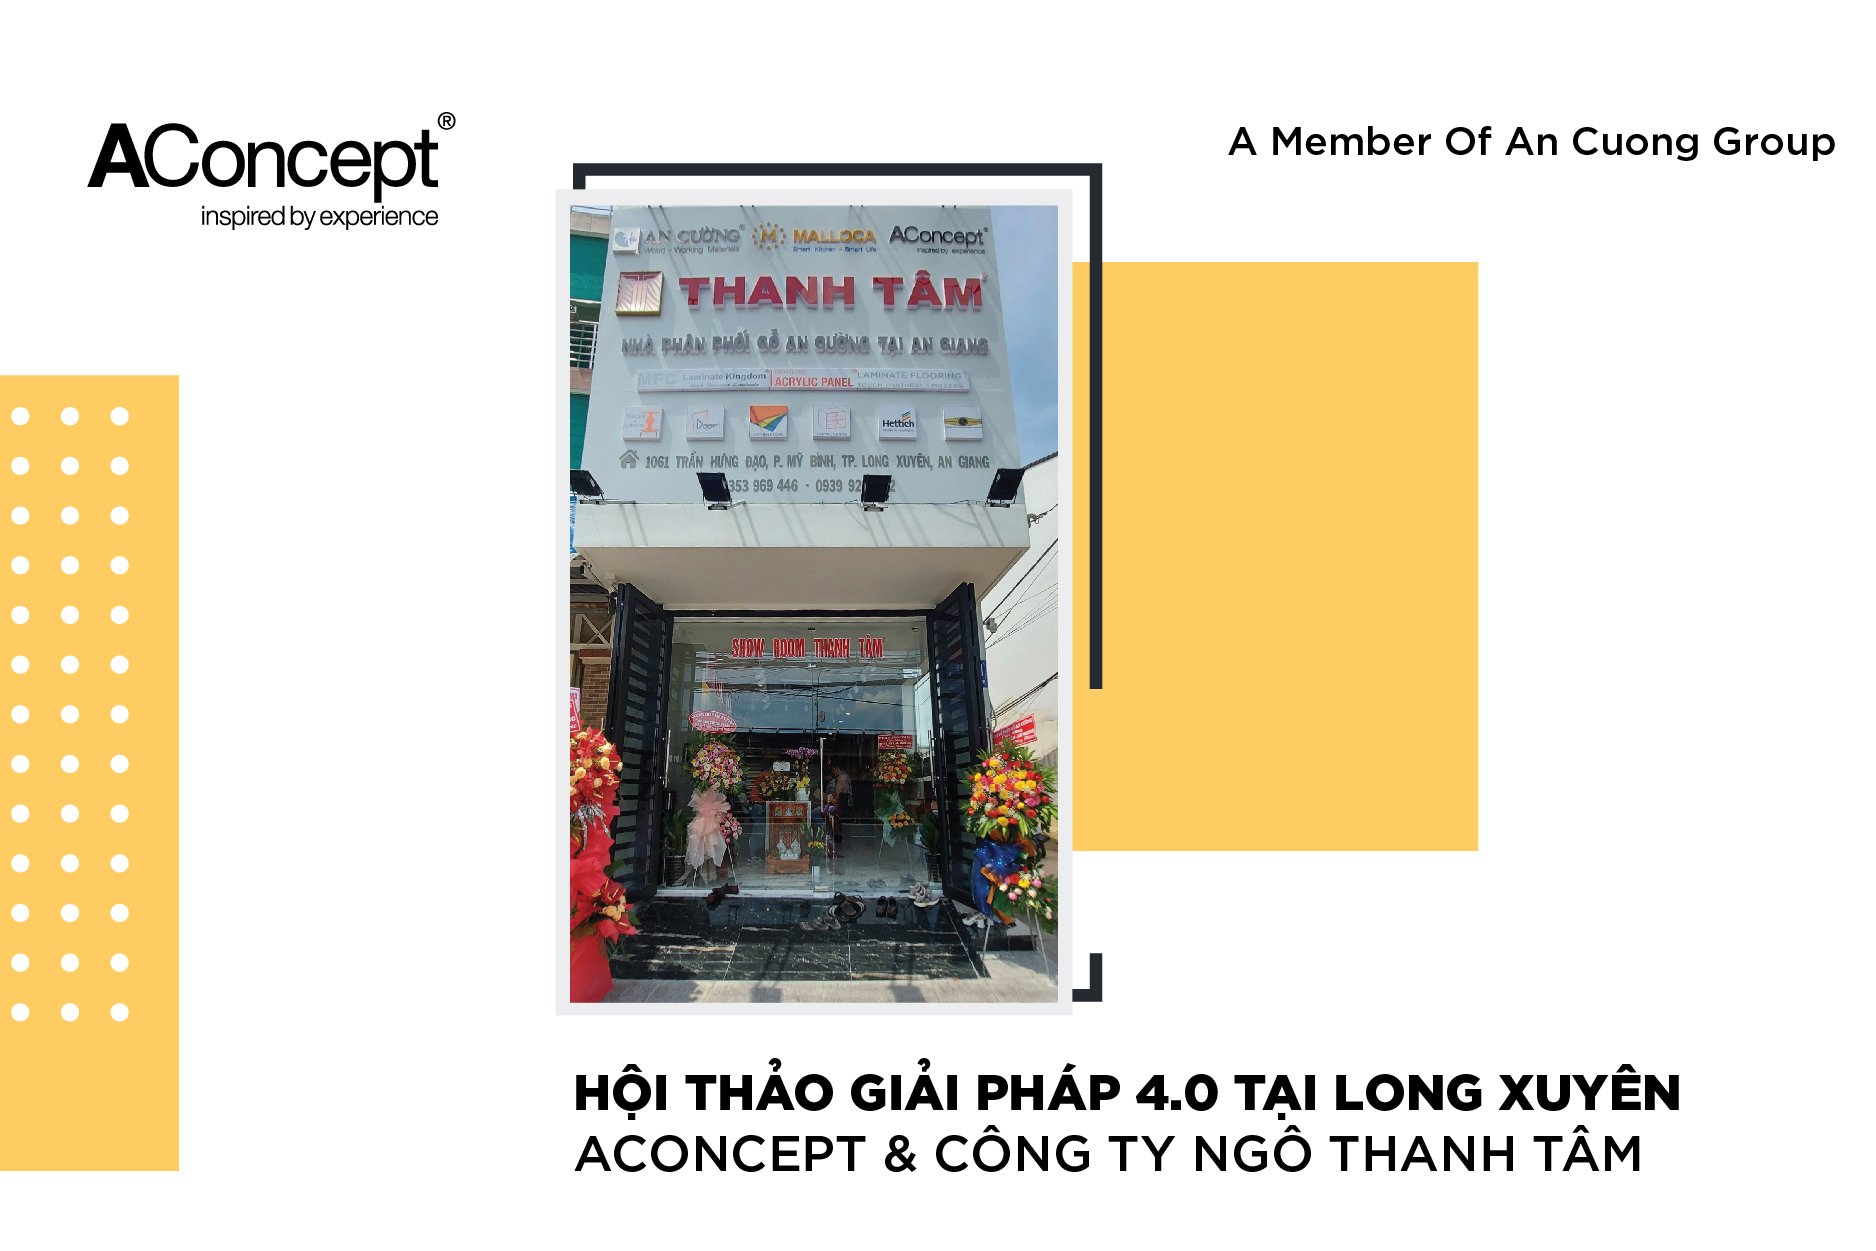 AConcept®
inspired by experience
A Member Of An Cuong Group
AN CƯỜNG®
Wood - Working Materials
MALLOCA
Smart Kitchen - Smart Life
AConcept®
inspired by experience
THANH TÂM
NHÀ PHÂN PHỐI GỖ AN CƯỜNG TẠI AN GIANG
MFC
Laminate Kingdom
ACRYLIC PANEL
LAMINATE FLOORING
Door
Hettich
1061 TRẦN HƯNG ĐẠO, P. MỸ BÌNH, TP. LONG XUYÊN, AN GIANG
353 969 446 - 0939 92
SHOW ROOM THANH TÂM
HỘI THẢO GIẢI PHÁP 4.0 TẠI LONG XUYÊN
ACONCEPT & CÔNG TY NGÔ THANH TÂM